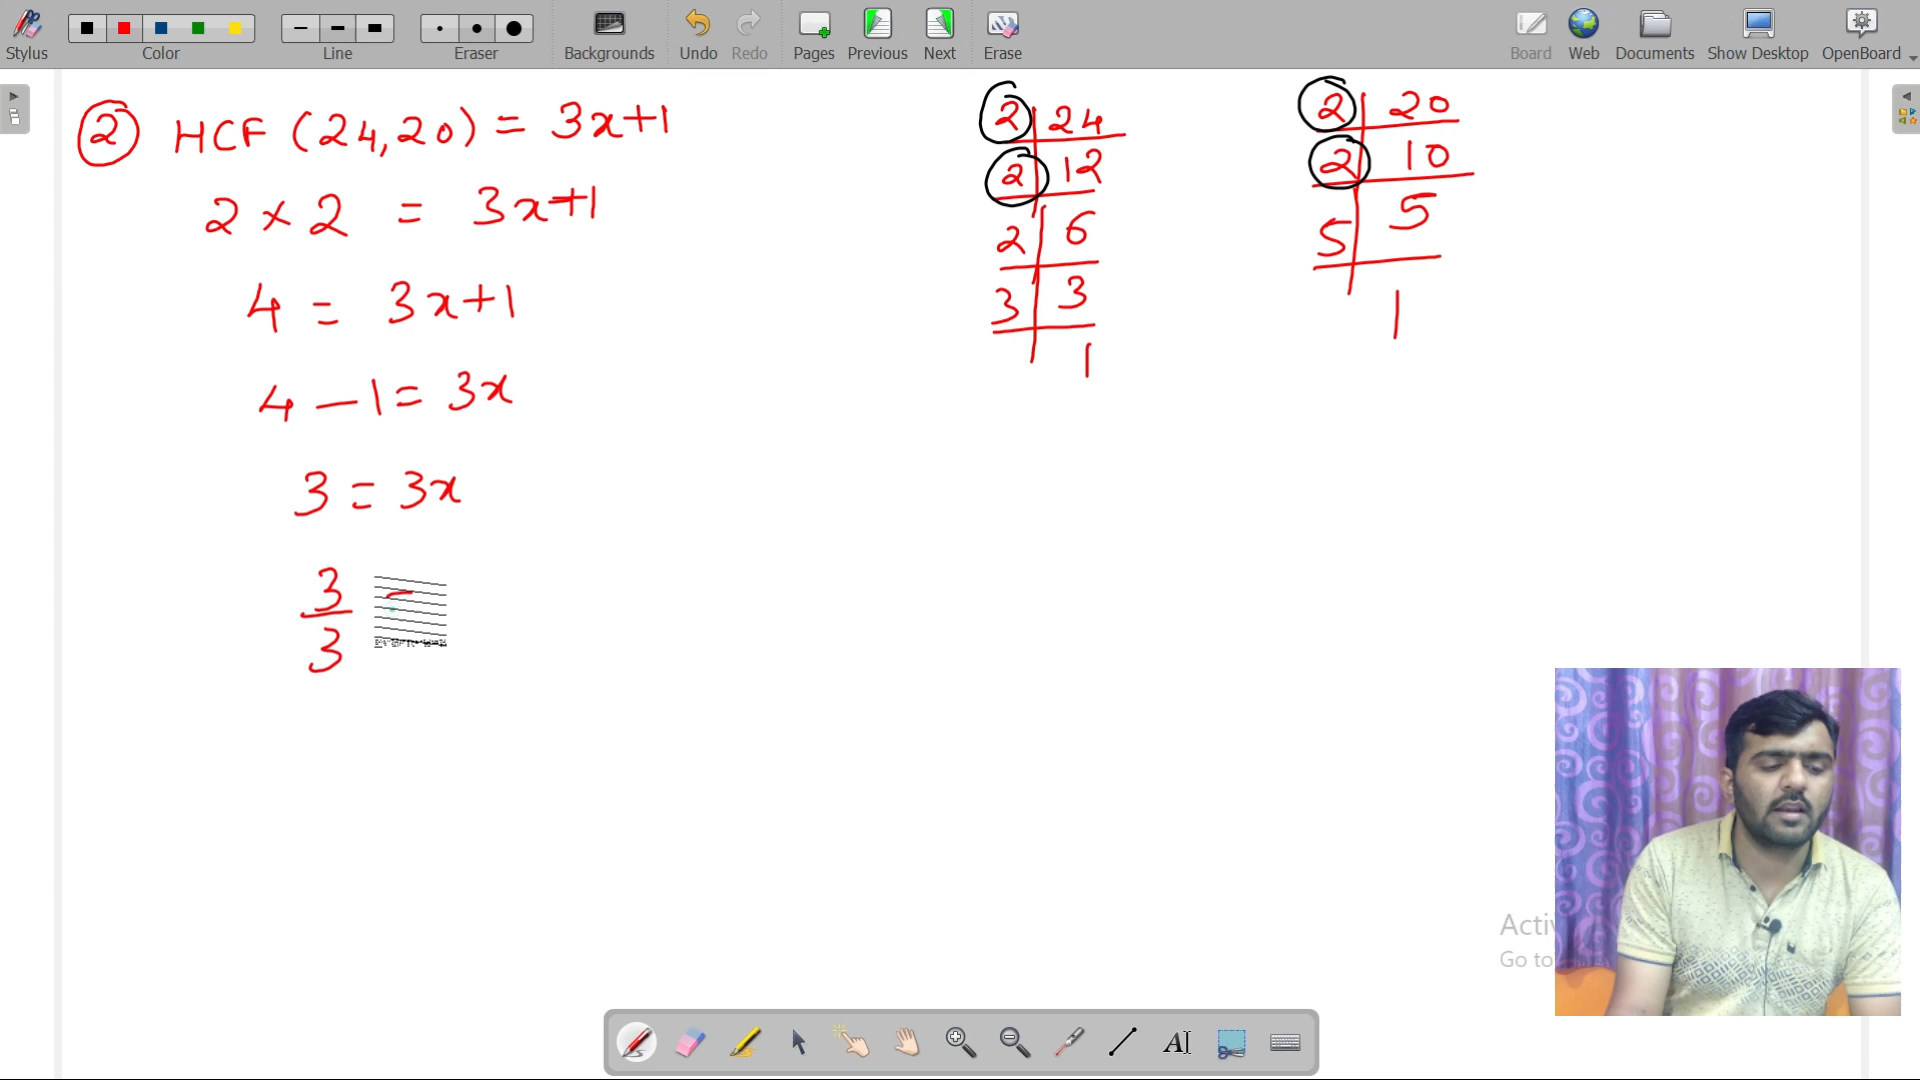 Stylus Color Line Eraser Backgrounds Undo Redo Pages Previous Next Erase Board Web Documents Show Desktop OpenBoard
② HCF (24,20) = 3x+1
2 × 2 = 3x+1
4 = 3x+1
4 - 1 = 3x
3 = 3x
3/3 =
2 | 24
2 | 12
2 | 6
3 | 3
1
2 | 20
2 | 10
5 | 5
1
Activ
Go to